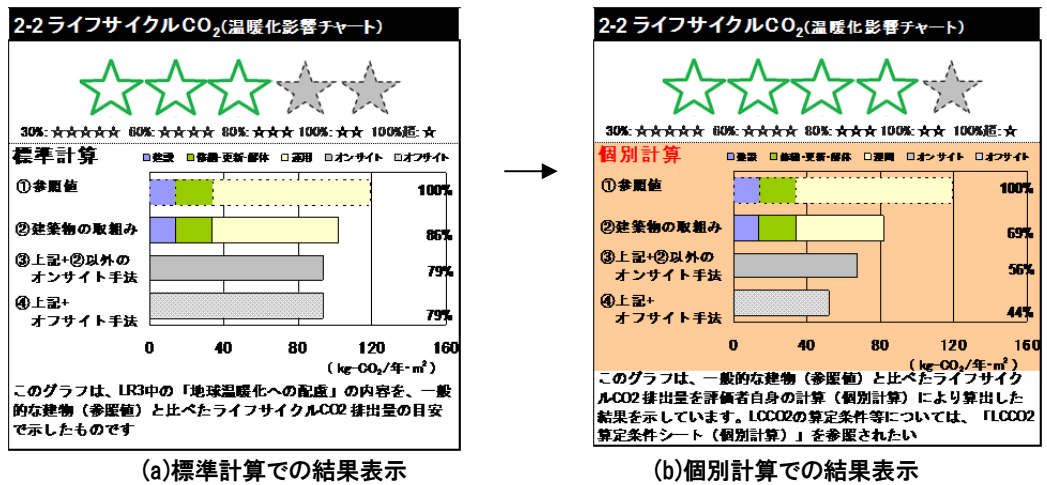 2-2 ライフサイクルCO2(温暖化影響チャート)
30%: ☆☆☆☆☆ 60%: ☆☆☆☆ 80%: ☆☆☆ 100%: ☆☆ 100%超: ☆
標準計算
建設 修繕・更新・解体 運用 オンサイト オフサイト
①参照値 100%
②建築物の取組み 86%
③上記+②以外の
オンサイト手法 79%
④上記+
オフサイト手法 79%
0 40 80 120 160
(kg-CO2/年・m²)
このグラフは、LR3中の「地球温暖化への配慮」の内容を、一般
的な建物(参照値)と比べたライフサイクルCO2 排出量の目安
で示したものです
(a)標準計算での結果表示
2-2 ライフサイクルCO2(温暖化影響チャート)
30%: ☆☆☆☆☆ 60%: ☆☆☆☆ 80%: ☆☆☆ 100%: ☆☆ 100%超: ☆
個別計算
建設 修繕・更新・解体 運用 オンサイト オフサイト
①参照値 100%
②建築物の取組み 69%
③上記+②以外の
オンサイト手法 56%
④上記+
オフサイト手法 44%
0 40 80 120 160
(kg-CO2/年・m²)
このグラフは、一般的な建物(参照値)と比べたライフサイク
ルCO2 排出量を評価者自身の計算(個別計算)により算出した
結果を示しています。LCCO2の算定条件等については、「LCCO2
算定条件シート(個別計算)」を参照されたい
(b)個別計算での結果表示